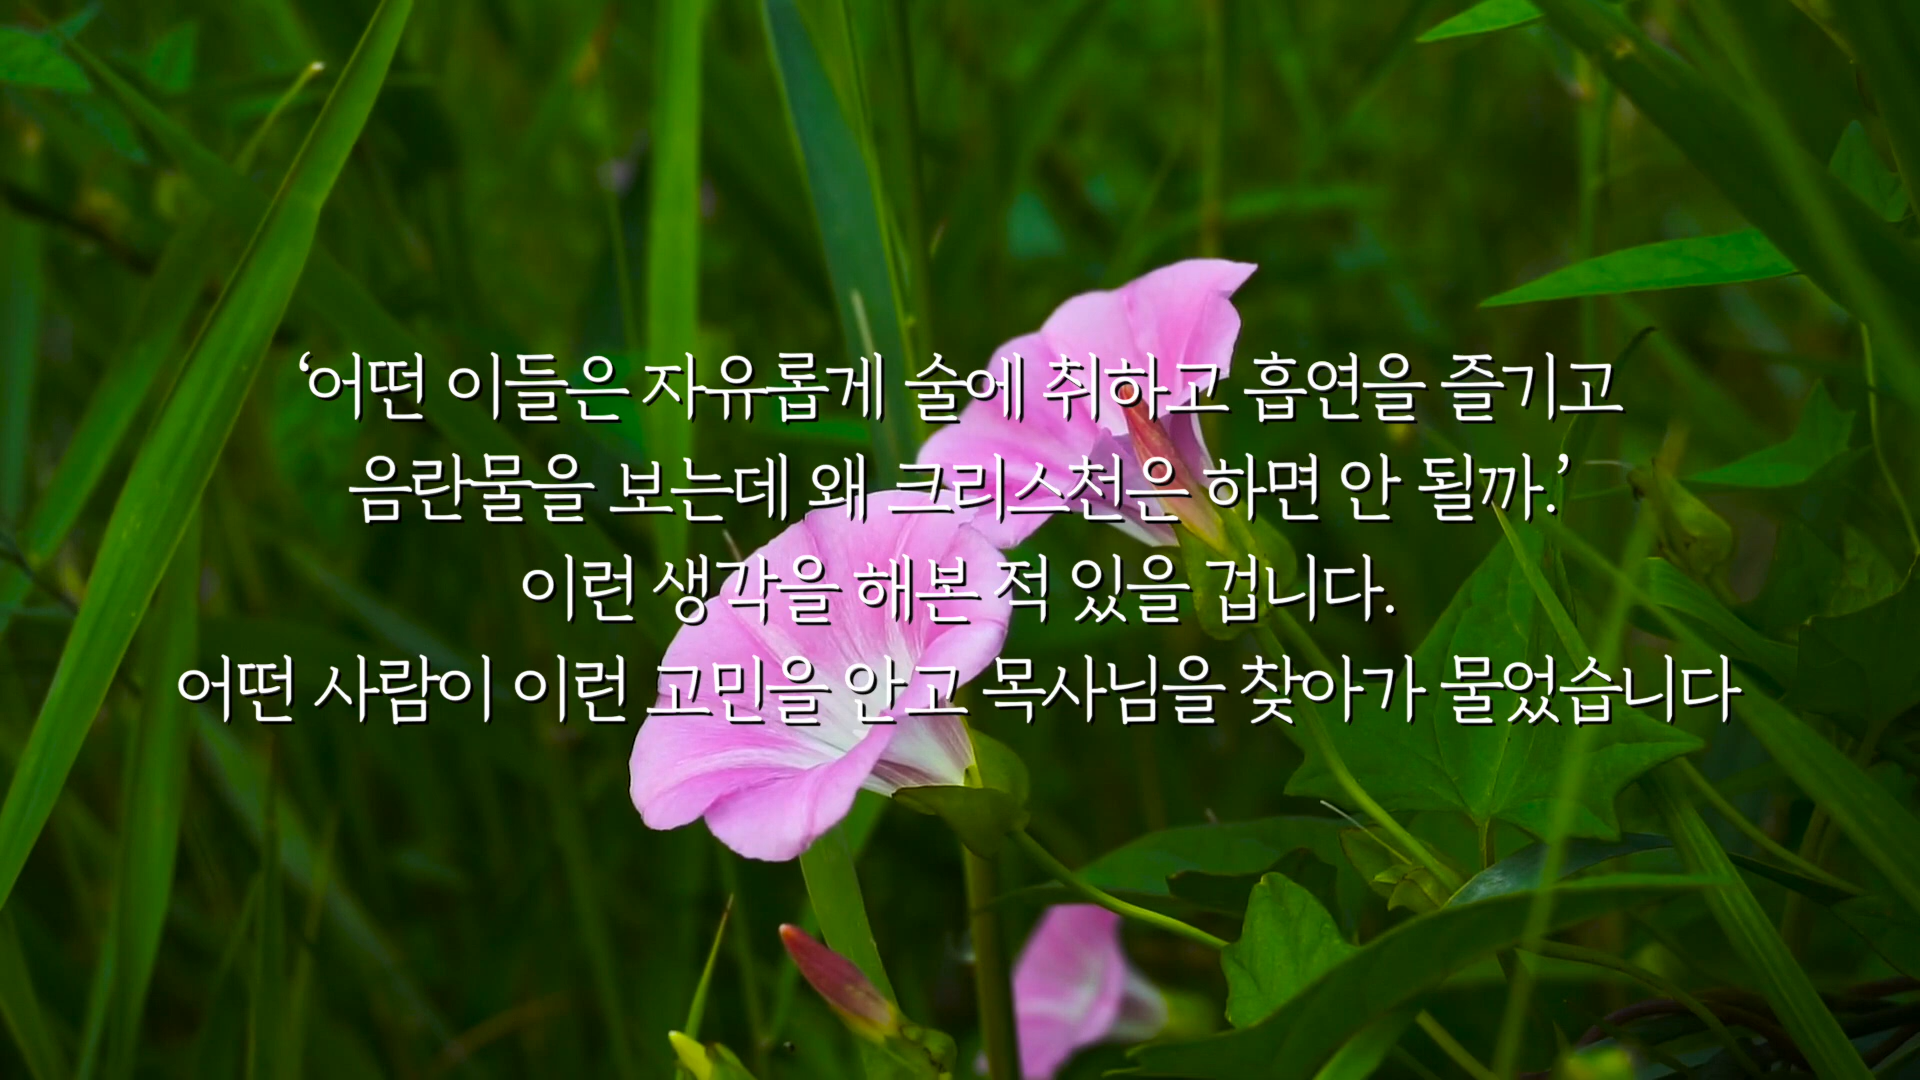 ‘어떤 이들은 자유롭게 술에 취하고 흡연을 즐기고
음란물을 보는데 왜 크리스천은 하면 안 될까.’
이런 생각을 해본 적 있을 겁니다.
어떤 사람이 이런 고민을 안고 목사님을 찾아가 물었습니다